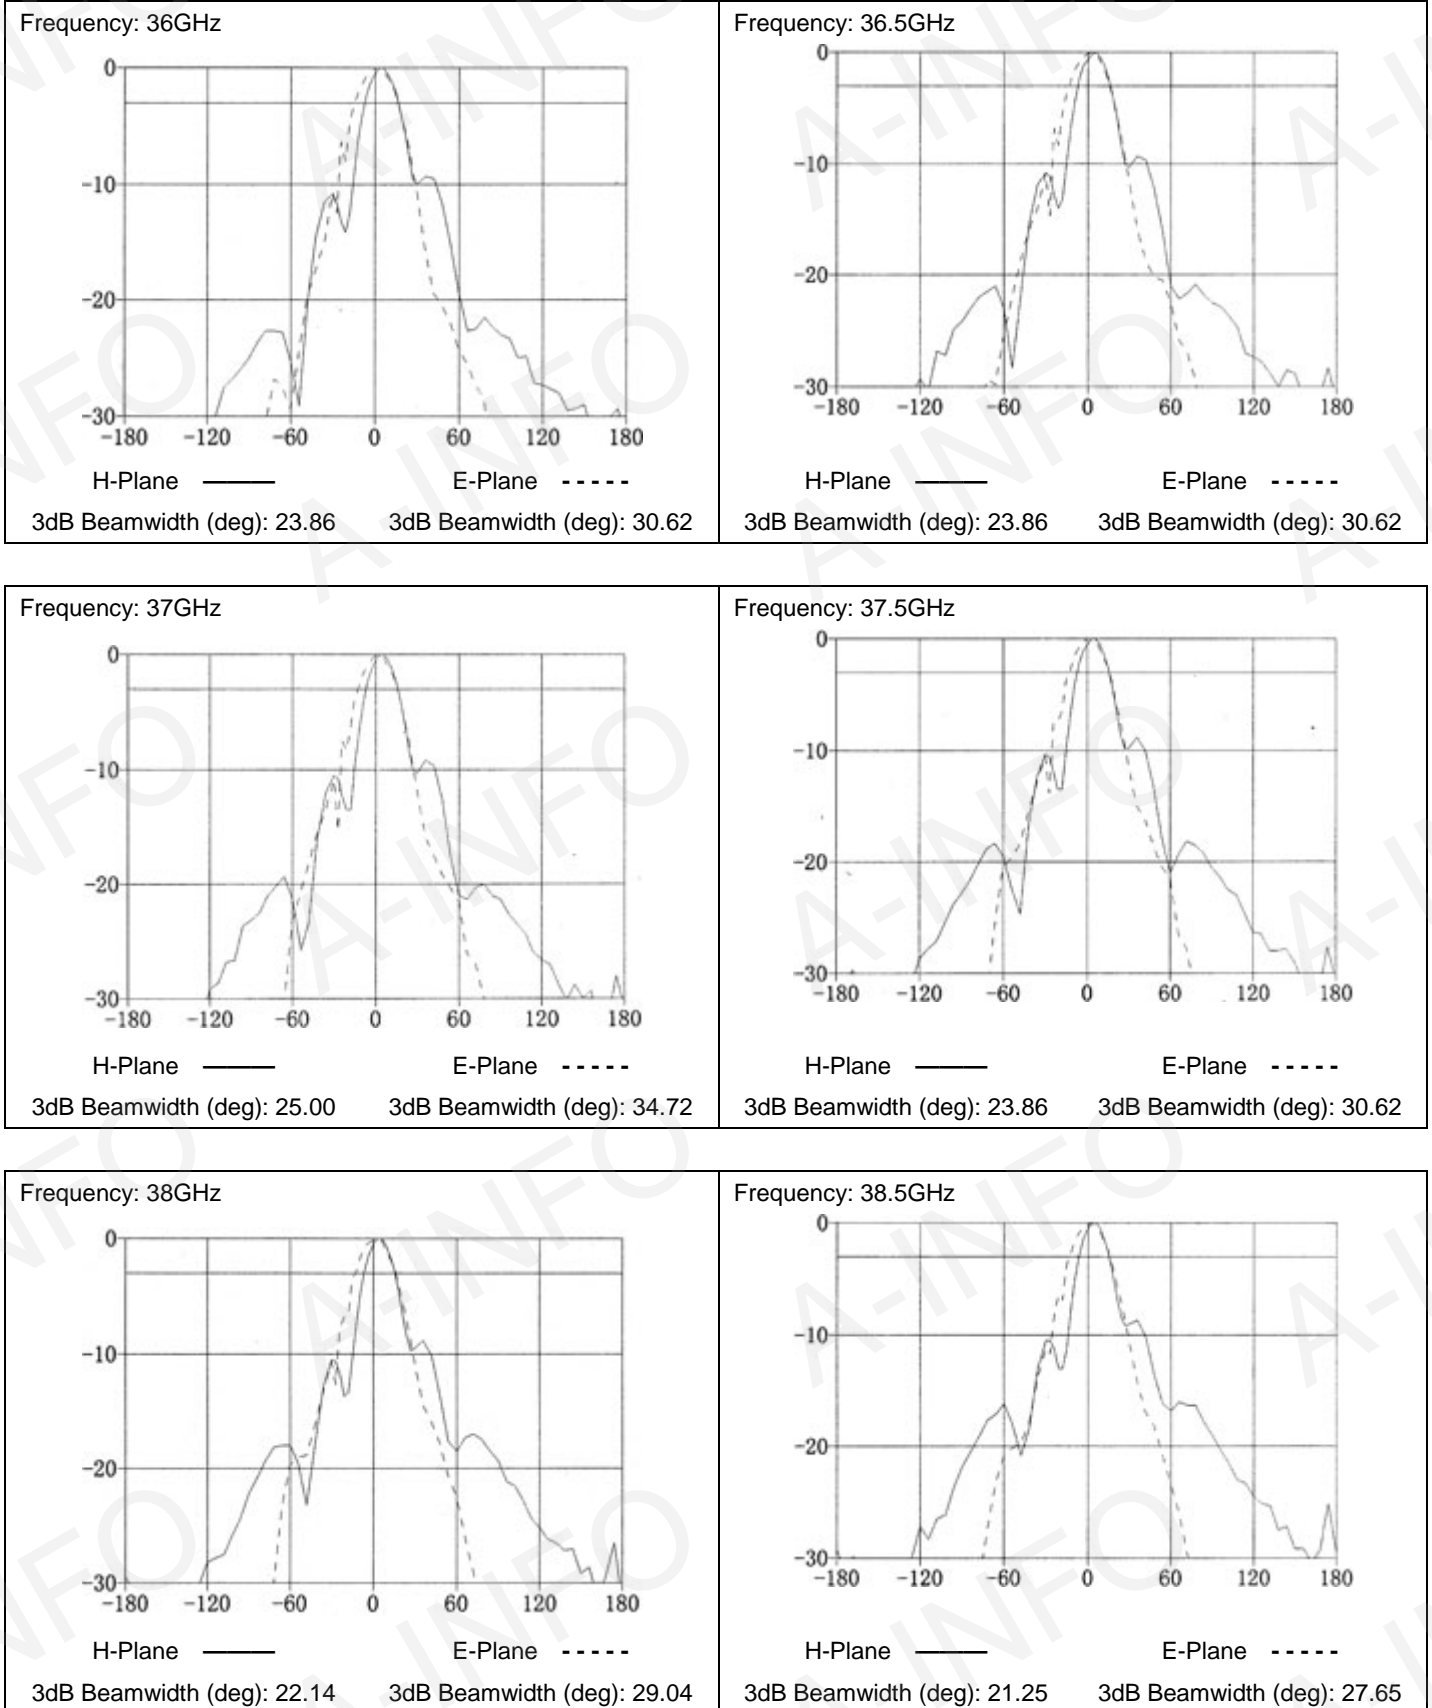 Frequency: 36GHz
0
-10
-20
-30
-180 -120 -60 0 60 120 180
H-Plane E-Plane
3dB Beamwidth (deg): 23.86 3dB Beamwidth (deg): 30.62
Frequency: 36.5GHz
0
-10
-20
-30
-180 -120 -60 0 60 120 180
H-Plane E-Plane
3dB Beamwidth (deg): 23.86 3dB Beamwidth (deg): 30.62
Frequency: 37GHz
0
-10
-20
-30
-180 -120 -60 0 60 120 180
H-Plane E-Plane
3dB Beamwidth (deg): 25.00 3dB Beamwidth (deg): 34.72
Frequency: 37.5GHz
0
-10
-20
-30
-180 -120 -60 0 60 120 180
H-Plane E-Plane
3dB Beamwidth (deg): 23.86 3dB Beamwidth (deg): 30.62
Frequency: 38GHz
0
-10
-20
-30
-180 -120 -60 0 60 120 180
H-Plane E-Plane
3dB Beamwidth (deg): 22.14 3dB Beamwidth (deg): 29.04
Frequency: 38.5GHz
0
-10
-20
-30
-180 -120 -60 0 60 120 180
H-Plane E-Plane
3dB Beamwidth (deg): 21.25 3dB Beamwidth (deg): 27.65
A-INFO